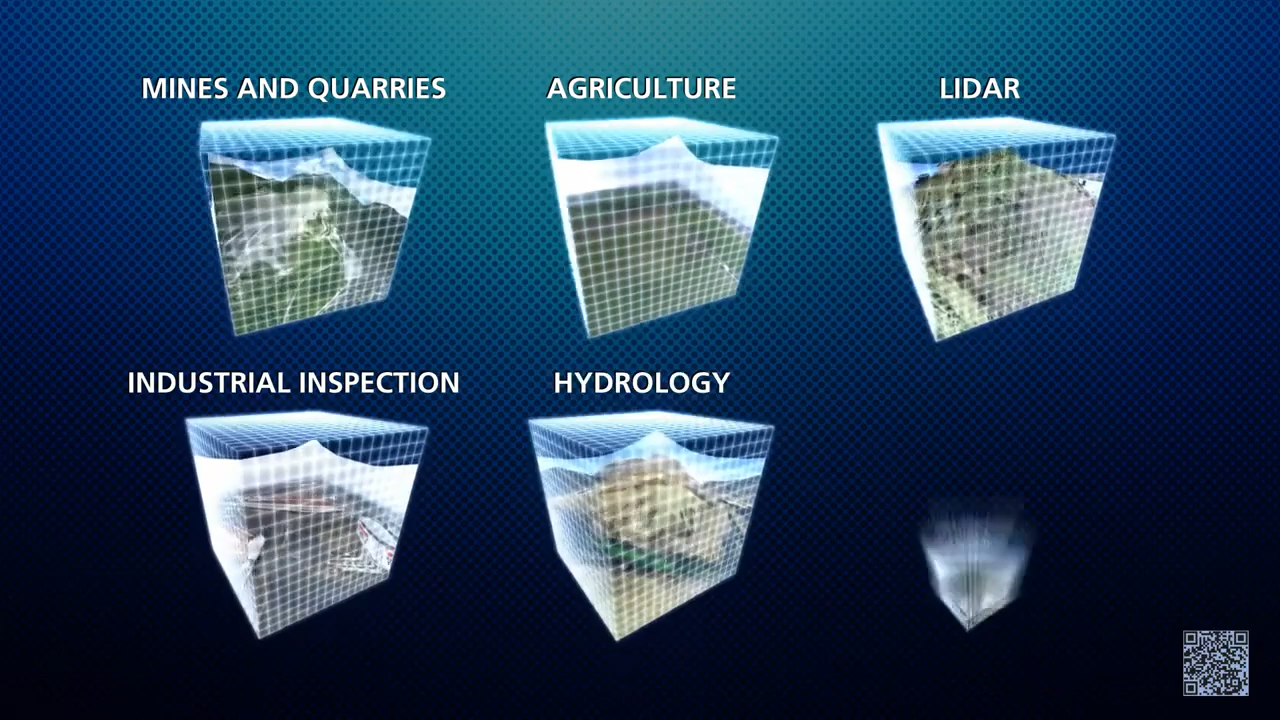 MINES AND QUARRIES
AGRICULTURE
LIDAR
INDUSTRIAL INSPECTION
HYDROLOGY